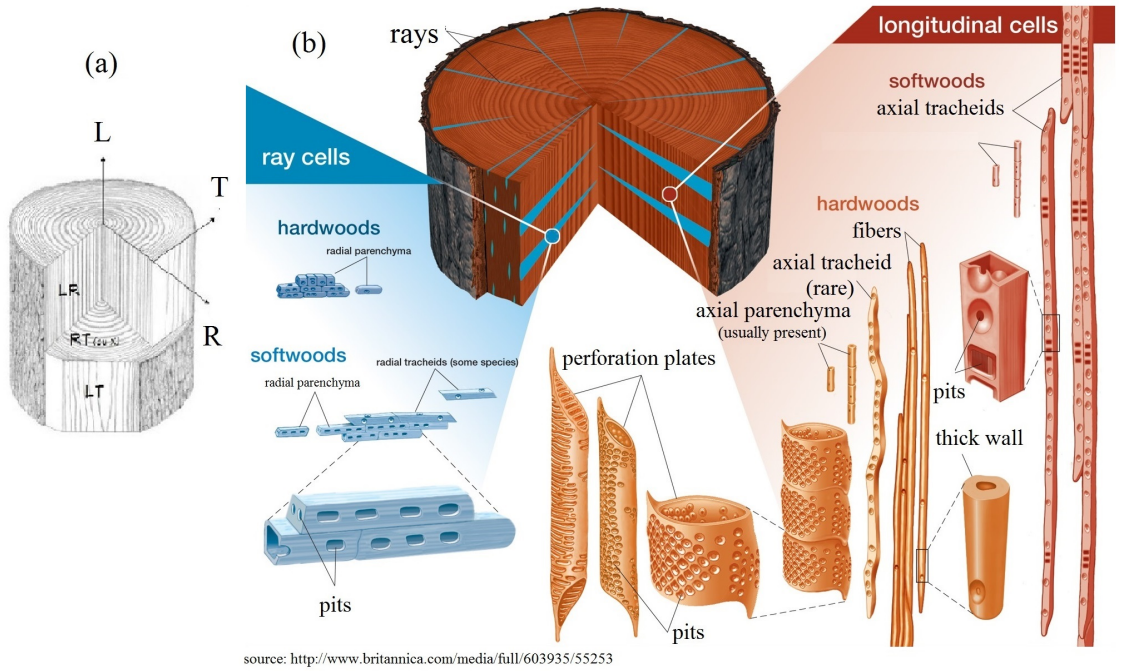 (a)
L
T
R
LR
RT (ou X)
LT
(b)
rays
ray cells
hardwoods
radial parenchyma
softwoods
radial tracheids (some species)
radial parenchyma
pits
longitudinal cells
softwoods
axial tracheids
hardwoods
fibers
axial tracheid
(rare)
axial parenchyma
(usually present)
perforation plates
pits
thick wall
pits
source: http://www.britannica.com/media/full/603935/55253